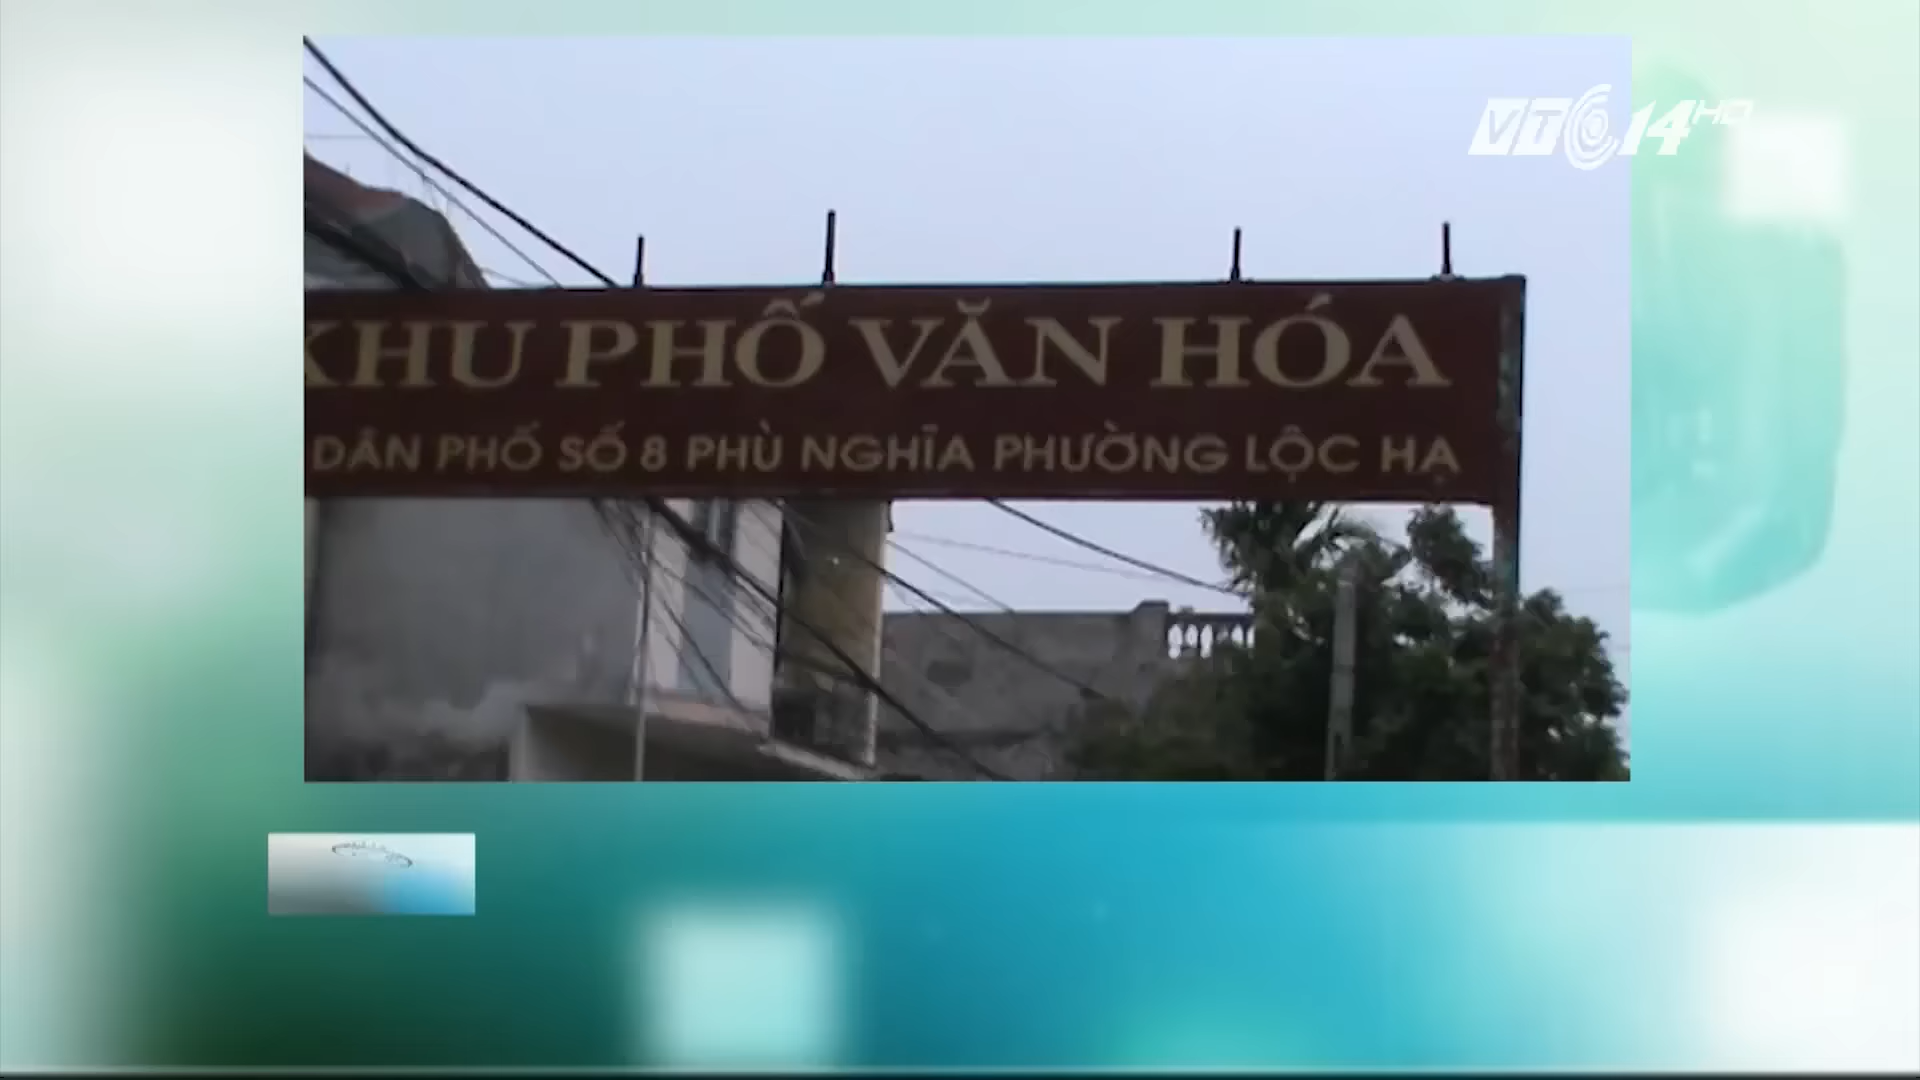 VTC14 HD
KHU PHỐ VĂN HÓA
DÂN PHỐ SỐ 8 PHÙ NGHĨA PHƯỜNG LỘC HẠ